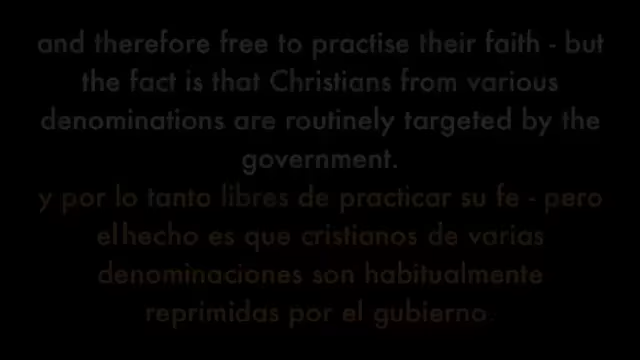 and therefore free to practise their faith - but
the fact is that Christians from various
denominations are routinely targeted by the
government.
y por lo tanto libres de practicar su fe - pero
elhecho es que cristianos de varias
denominaciones son habitualmente
reprimidas por el gubierno.